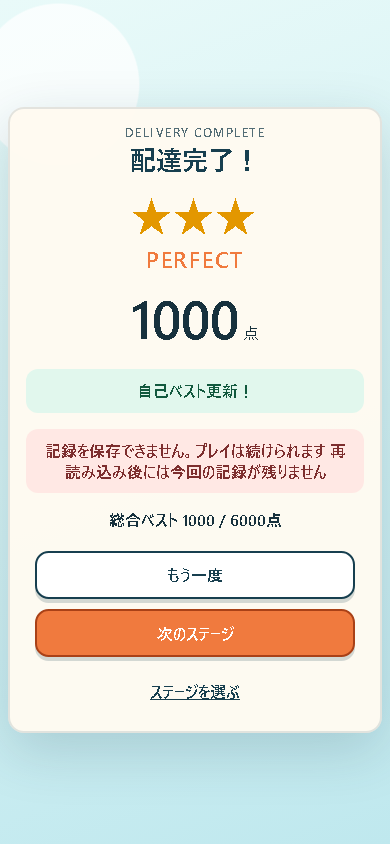 DELIVERY COMPLETE
配達完了！
★★★
PERFECT
1000点
自己ベスト更新！
記録を保存できません。プレイは続けられます 再
読み込み後には今回の記録が残りません
総合ベスト 1000 / 6000点
もう一度
次のステージ
ステージを選ぶ